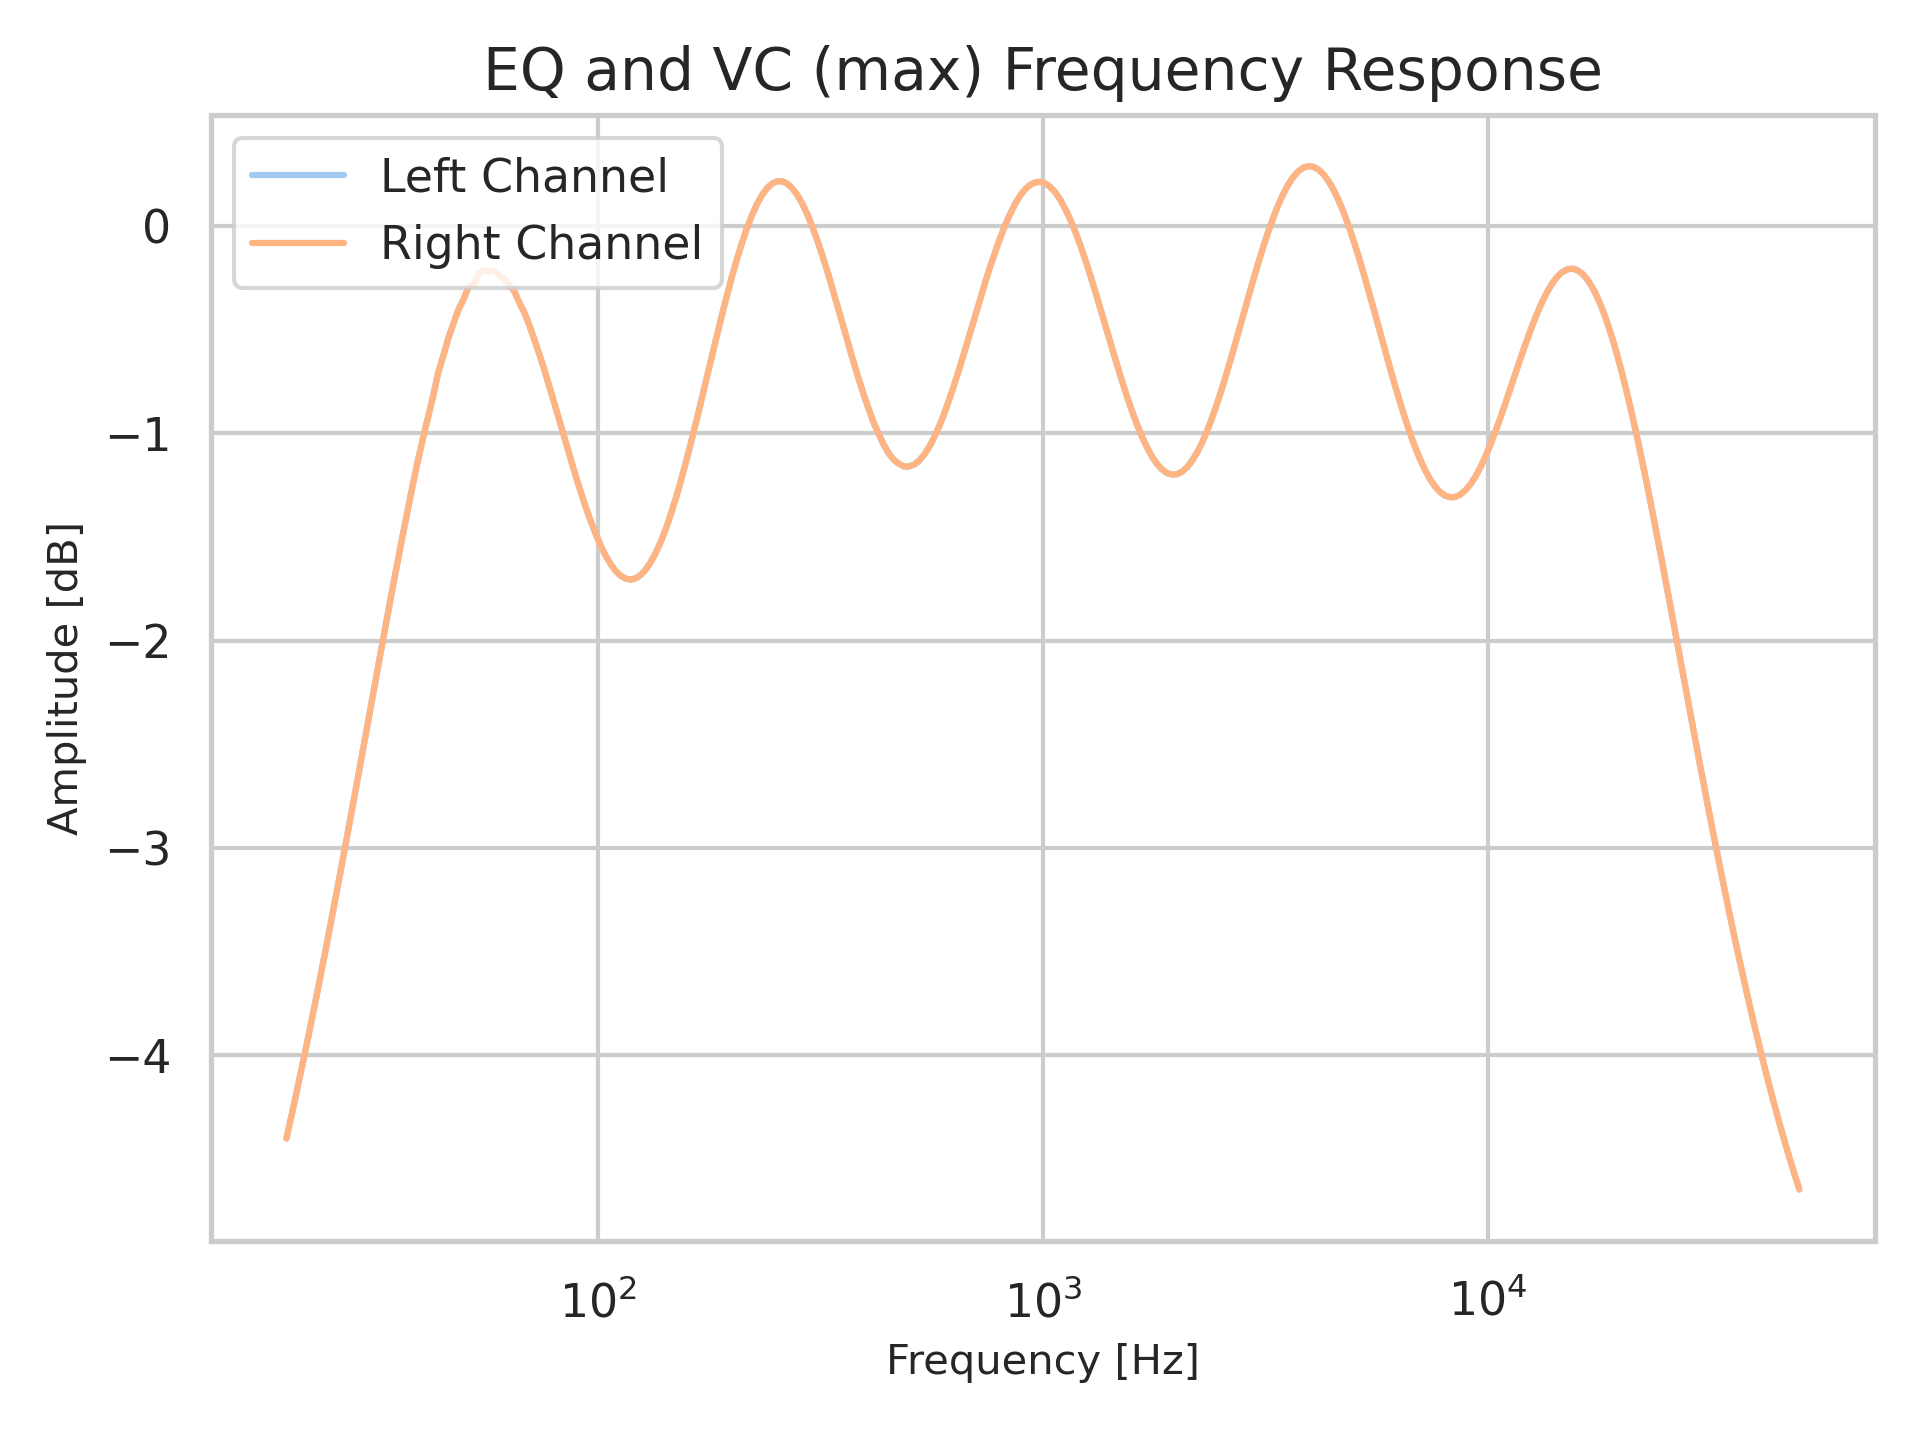 EQ and VC (max) Frequency Response
Left Channel
Right Channel
0
−1
−2
−3
−4
Amplitude [dB]
10²
10³
10⁴
Frequency [Hz]